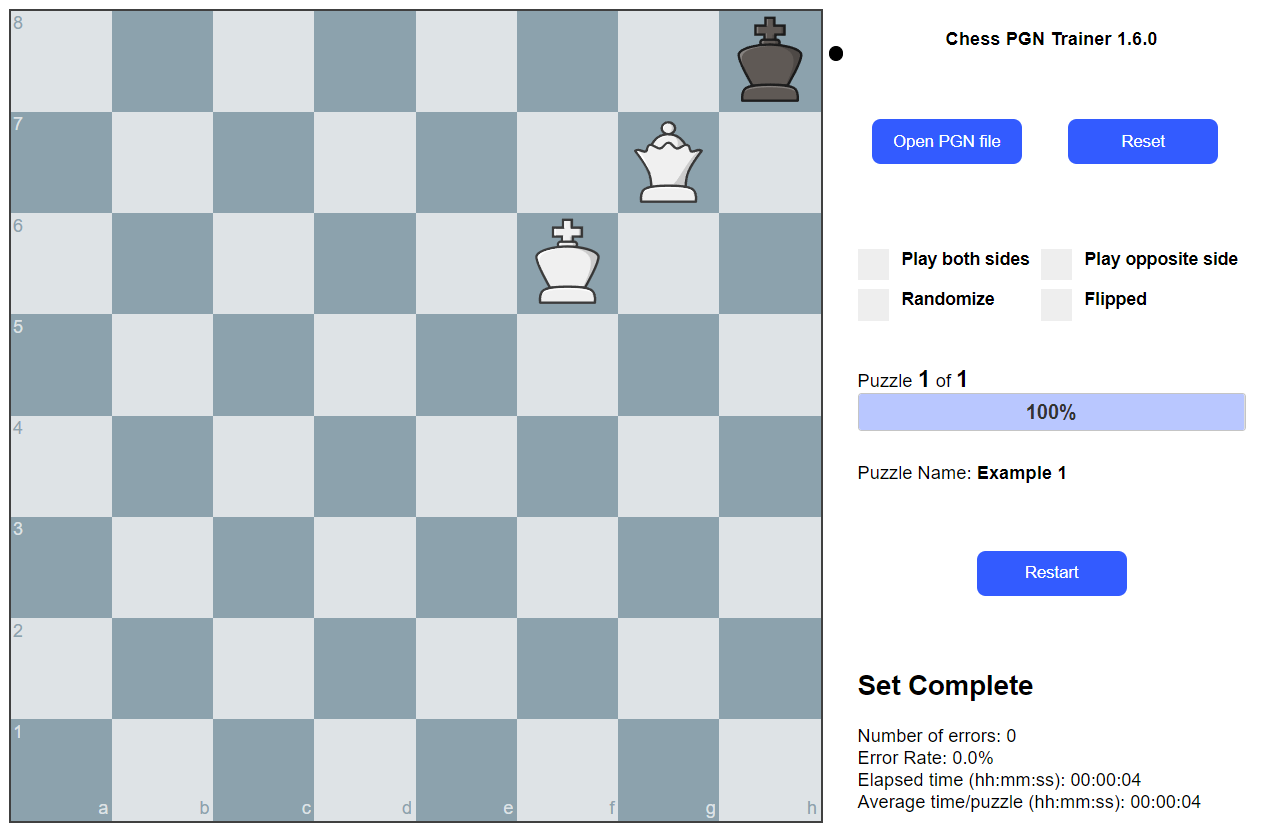 8
7
6
5
4
3
2
1
a b c d e f g h
Chess PGN Trainer 1.6.0
Open PGN file Reset
Play both sides Play opposite side
Randomize Flipped
Puzzle 1 of 1
100%
Puzzle Name: Example 1
Restart
Set Complete
Number of errors: 0
Error Rate: 0.0%
Elapsed time (hh:mm:ss): 00:00:04
Average time/puzzle (hh:mm:ss): 00:00:04